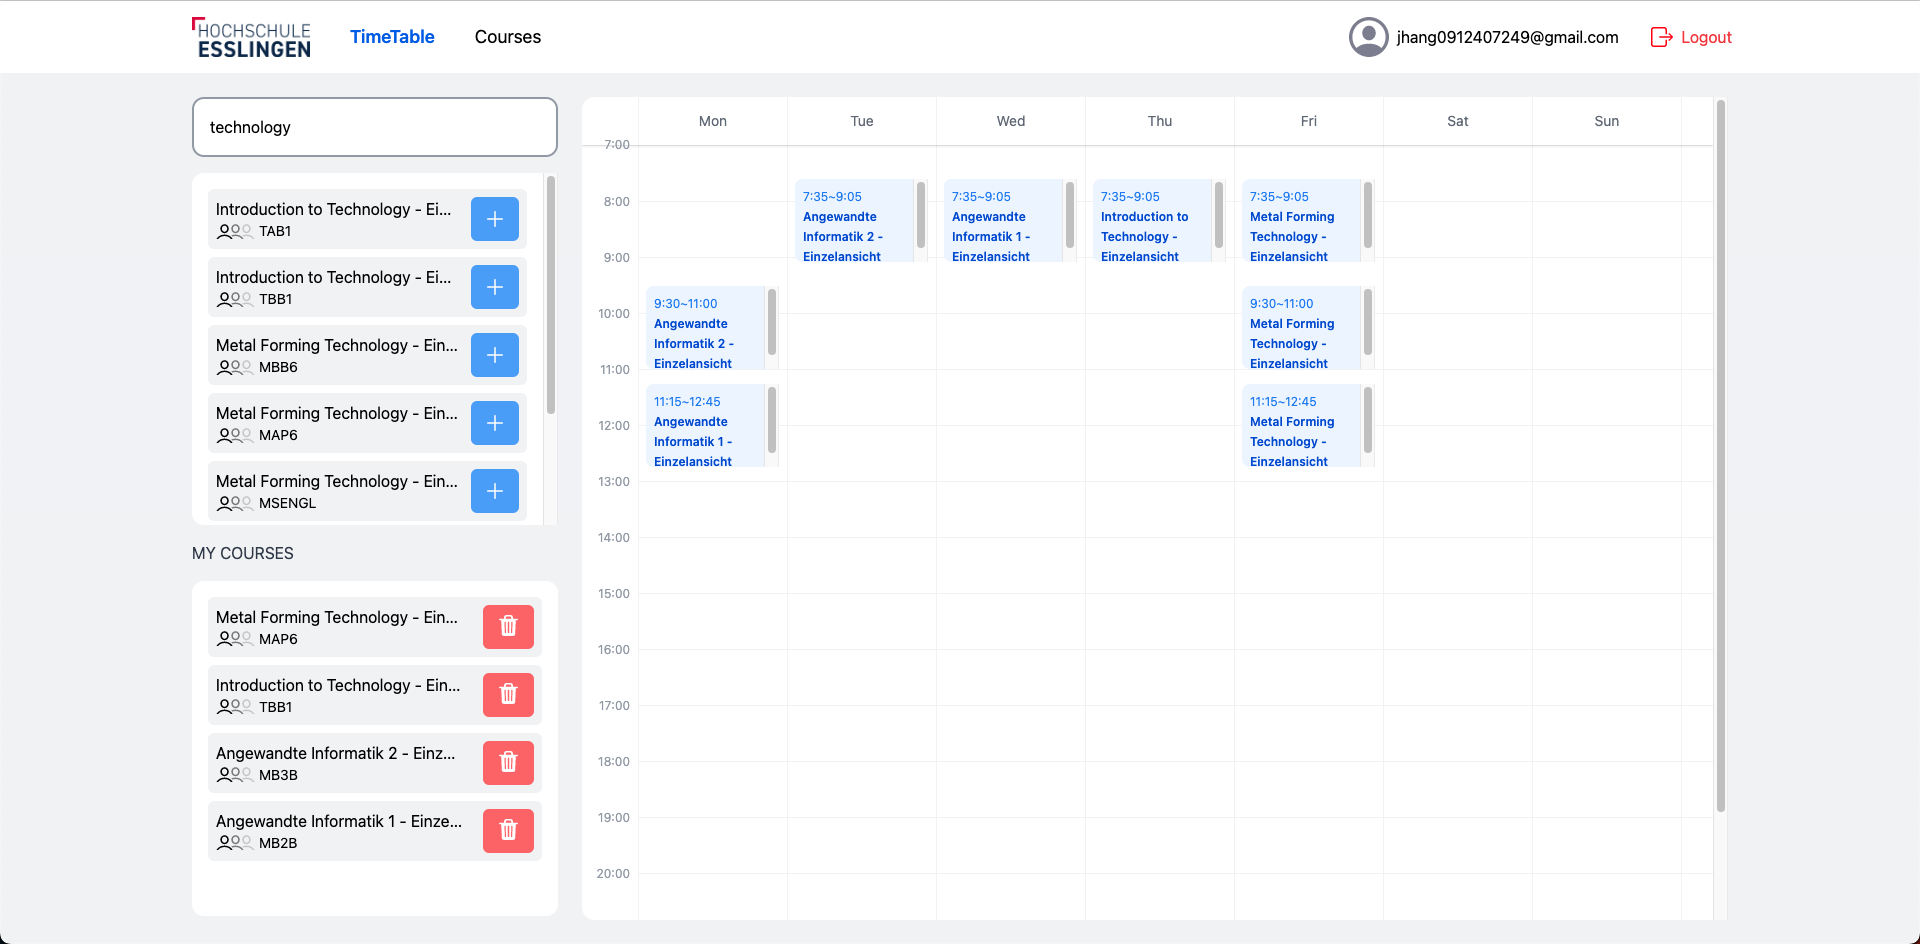 HOCHSCHULE
ESSLINGEN
TimeTable
Courses
jhang0912407249@gmail.com
Logout
technology
Introduction to Technology - Ei...
TAB1
Introduction to Technology - Ei...
TBB1
Metal Forming Technology - Ein...
MBB6
Metal Forming Technology - Ein...
MAP6
Metal Forming Technology - Ein...
MSENGL
MY COURSES
Metal Forming Technology - Ein...
MAP6
Introduction to Technology - Ein...
TBB1
Angewandte Informatik 2 - Einz...
MB3B
Angewandte Informatik 1 - Einze...
MB2B
Mon
Tue
Wed
Thu
Fri
Sat
Sun
7:00
8:00
9:00
10:00
11:00
12:00
13:00
14:00
15:00
16:00
17:00
18:00
19:00
20:00
9:30~11:00
Angewandte
Informatik 2 -
Einzelansicht
11:15~12:45
Angewandte
Informatik 1 -
Einzelansicht
7:35~9:05
Angewandte
Informatik 2 -
Einzelansicht
7:35~9:05
Angewandte
Informatik 1 -
Einzelansicht
7:35~9:05
Introduction to
Technology -
Einzelansicht
7:35~9:05
Metal Forming
Technology -
Einzelansicht
9:30~11:00
Metal Forming
Technology -
Einzelansicht
11:15~12:45
Metal Forming
Technology -
Einzelansicht